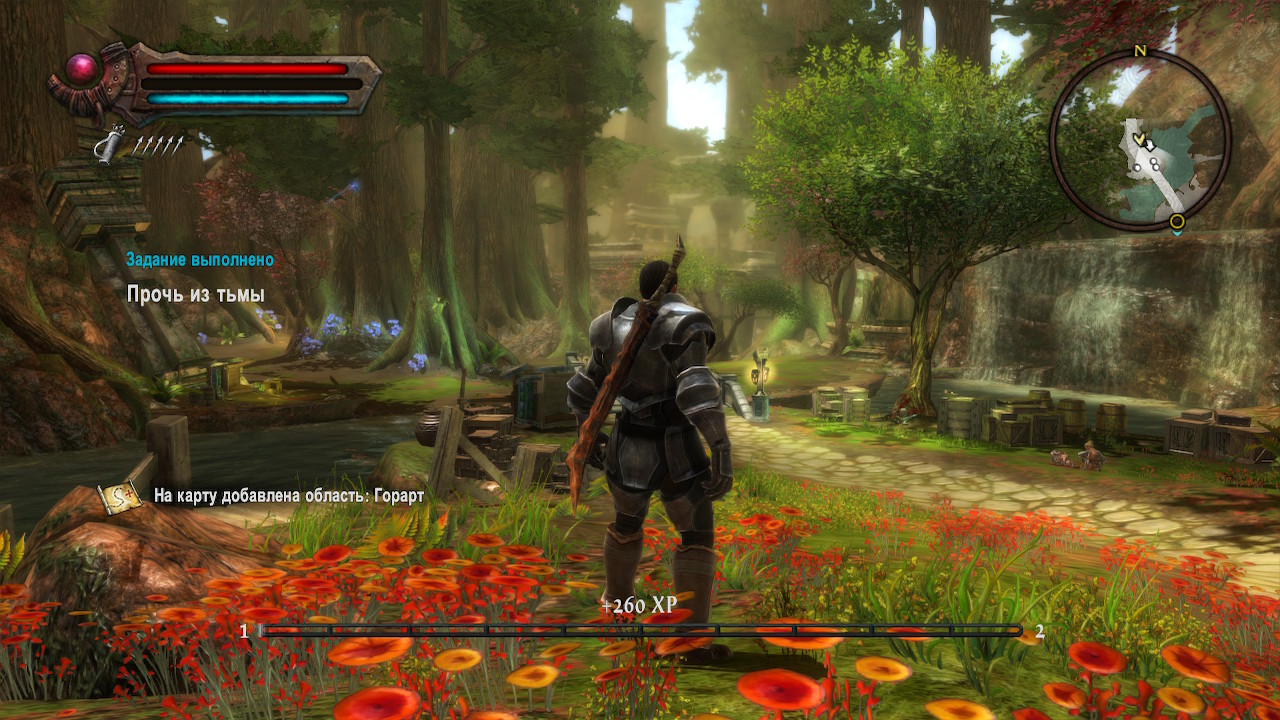 N
Задание выполнено
Прочь из тьмы
На карту добавлена область: Горарт
+260 XP
1
2